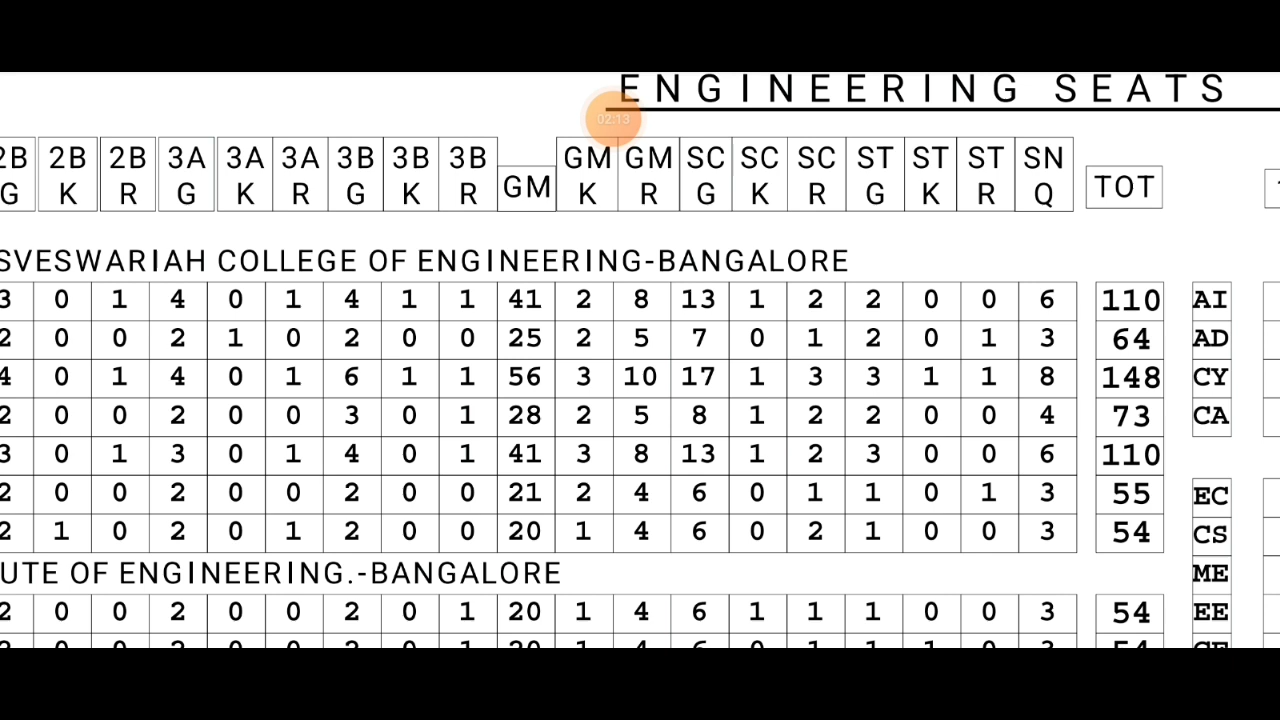 ENGINEERING SEATS
02:13
2B G 2B K 2B R 3A G 3A K 3A R 3B G 3B K 3B R GM GM K GM R SC G SC K SC R ST G ST K ST R SN Q TOT
SVESWARIAH COLLEGE OF ENGINEERING-BANGALORE
3 0 1 4 0 1 4 1 1 41 2 8 13 1 2 2 0 0 6 110 AI
2 0 0 2 1 0 2 0 0 25 2 5 7 0 1 2 0 1 3 64 AD
4 0 1 4 0 1 6 1 1 56 3 10 17 1 3 3 1 1 8 148 CY
2 0 0 2 0 0 3 0 1 28 2 5 8 1 2 2 0 0 4 73 CA
3 0 1 3 0 1 4 0 1 41 3 8 13 1 2 3 0 0 6 110
2 0 0 2 0 0 2 0 0 21 2 4 6 0 1 1 0 1 3 55 EC
2 1 0 2 0 1 2 0 0 20 1 4 6 0 2 1 0 0 3 54 CS
UTE OF ENGINEERING.-BANGALORE ME
2 0 0 2 0 0 2 0 1 20 1 4 6 1 1 1 0 0 3 54 EE